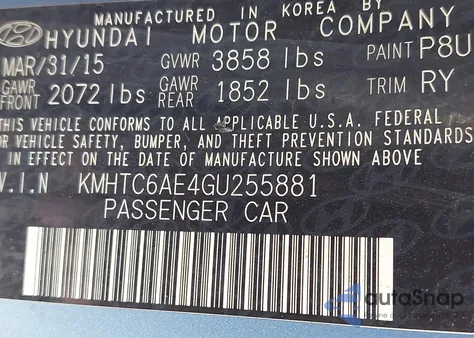 MANUFACTURED IN KOREA BY
HYUNDAI MOTOR COMPANY
MAR/31/15 GVWR 3858 lbs PAINT P8U
GAWR FRONT 2072 lbs GAWR REAR 1852 lbs TRIM RY
THIS VEHICLE CONFORMS TO ALL APPLICABLE U.S.A. FEDERAL
VEHICLE SAFETY, BUMPER, AND THEFT PREVENTION STANDARDS
IN EFFECT ON THE DATE OF MANUFACTURE SHOWN ABOVE
V.I.N KMHTC6AE4GU255881
PASSENGER CAR
autoSnap